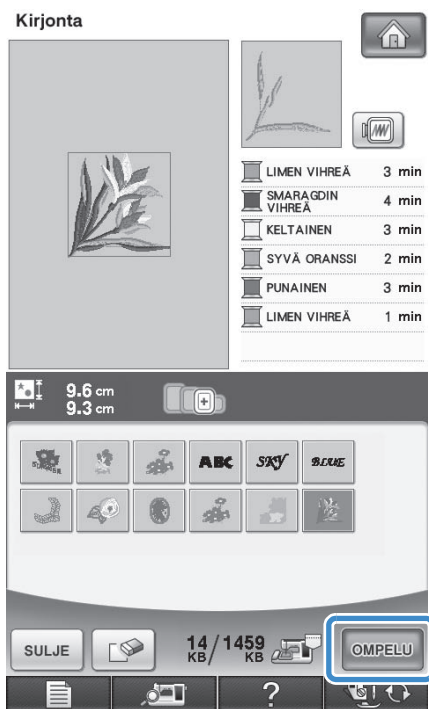 Kirjonta
LIMEN VIHREÄ 3 min
SMARAGDIN
VIHREÄ 4 min
KELTAINEN 3 min
SYVÄ ORANSSI 2 min
PUNAINEN 3 min
LIMEN VIHREÄ 1 min
9.6 cm
9.3 cm
ABC SKY BLUE
SULJE 14 KB / 1459 KB OMPELU
?